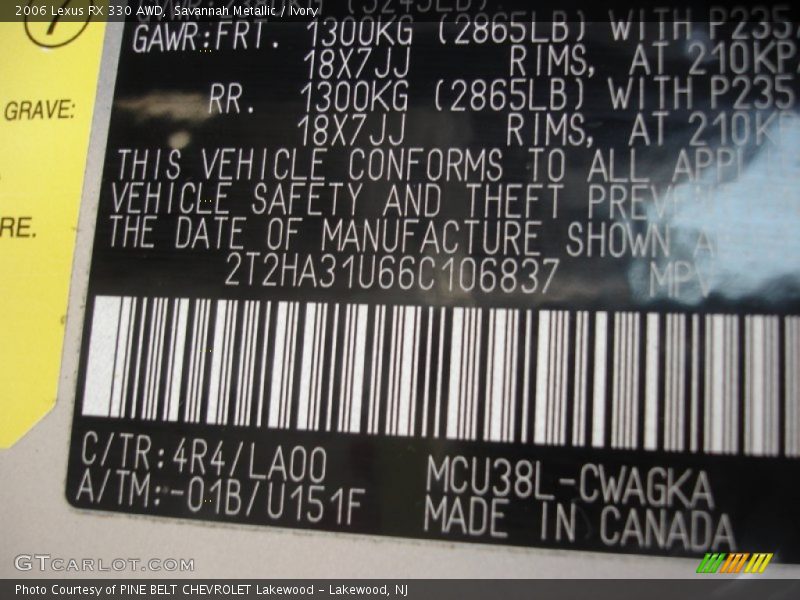 2006 Lexus RX 330 AWD, Savannah Metallic / Ivory
GAWR:FRT. 1300KG (2865LB) WITH P235
18X7JJ RIMS, AT 210KP
RR. 1300KG (2865LB) WITH P235
18X7JJ RIMS, AT 210KP
THIS VEHICLE CONFORMS TO ALL
VEHICLE SAFETY AND THEFT
THE DATE OF MANUFACTURE SHOWN
2T2HA31U66C106837 MPV
C/TR:4R4/LA00 MCU38L-CWAGKA
A/TM:-01B/U151F MADE IN CANADA
GRAVE:
RE.
GTCARLOT.COM
Photo Courtesy of PINE BELT CHEVROLET Lakewood - Lakewood, NJ